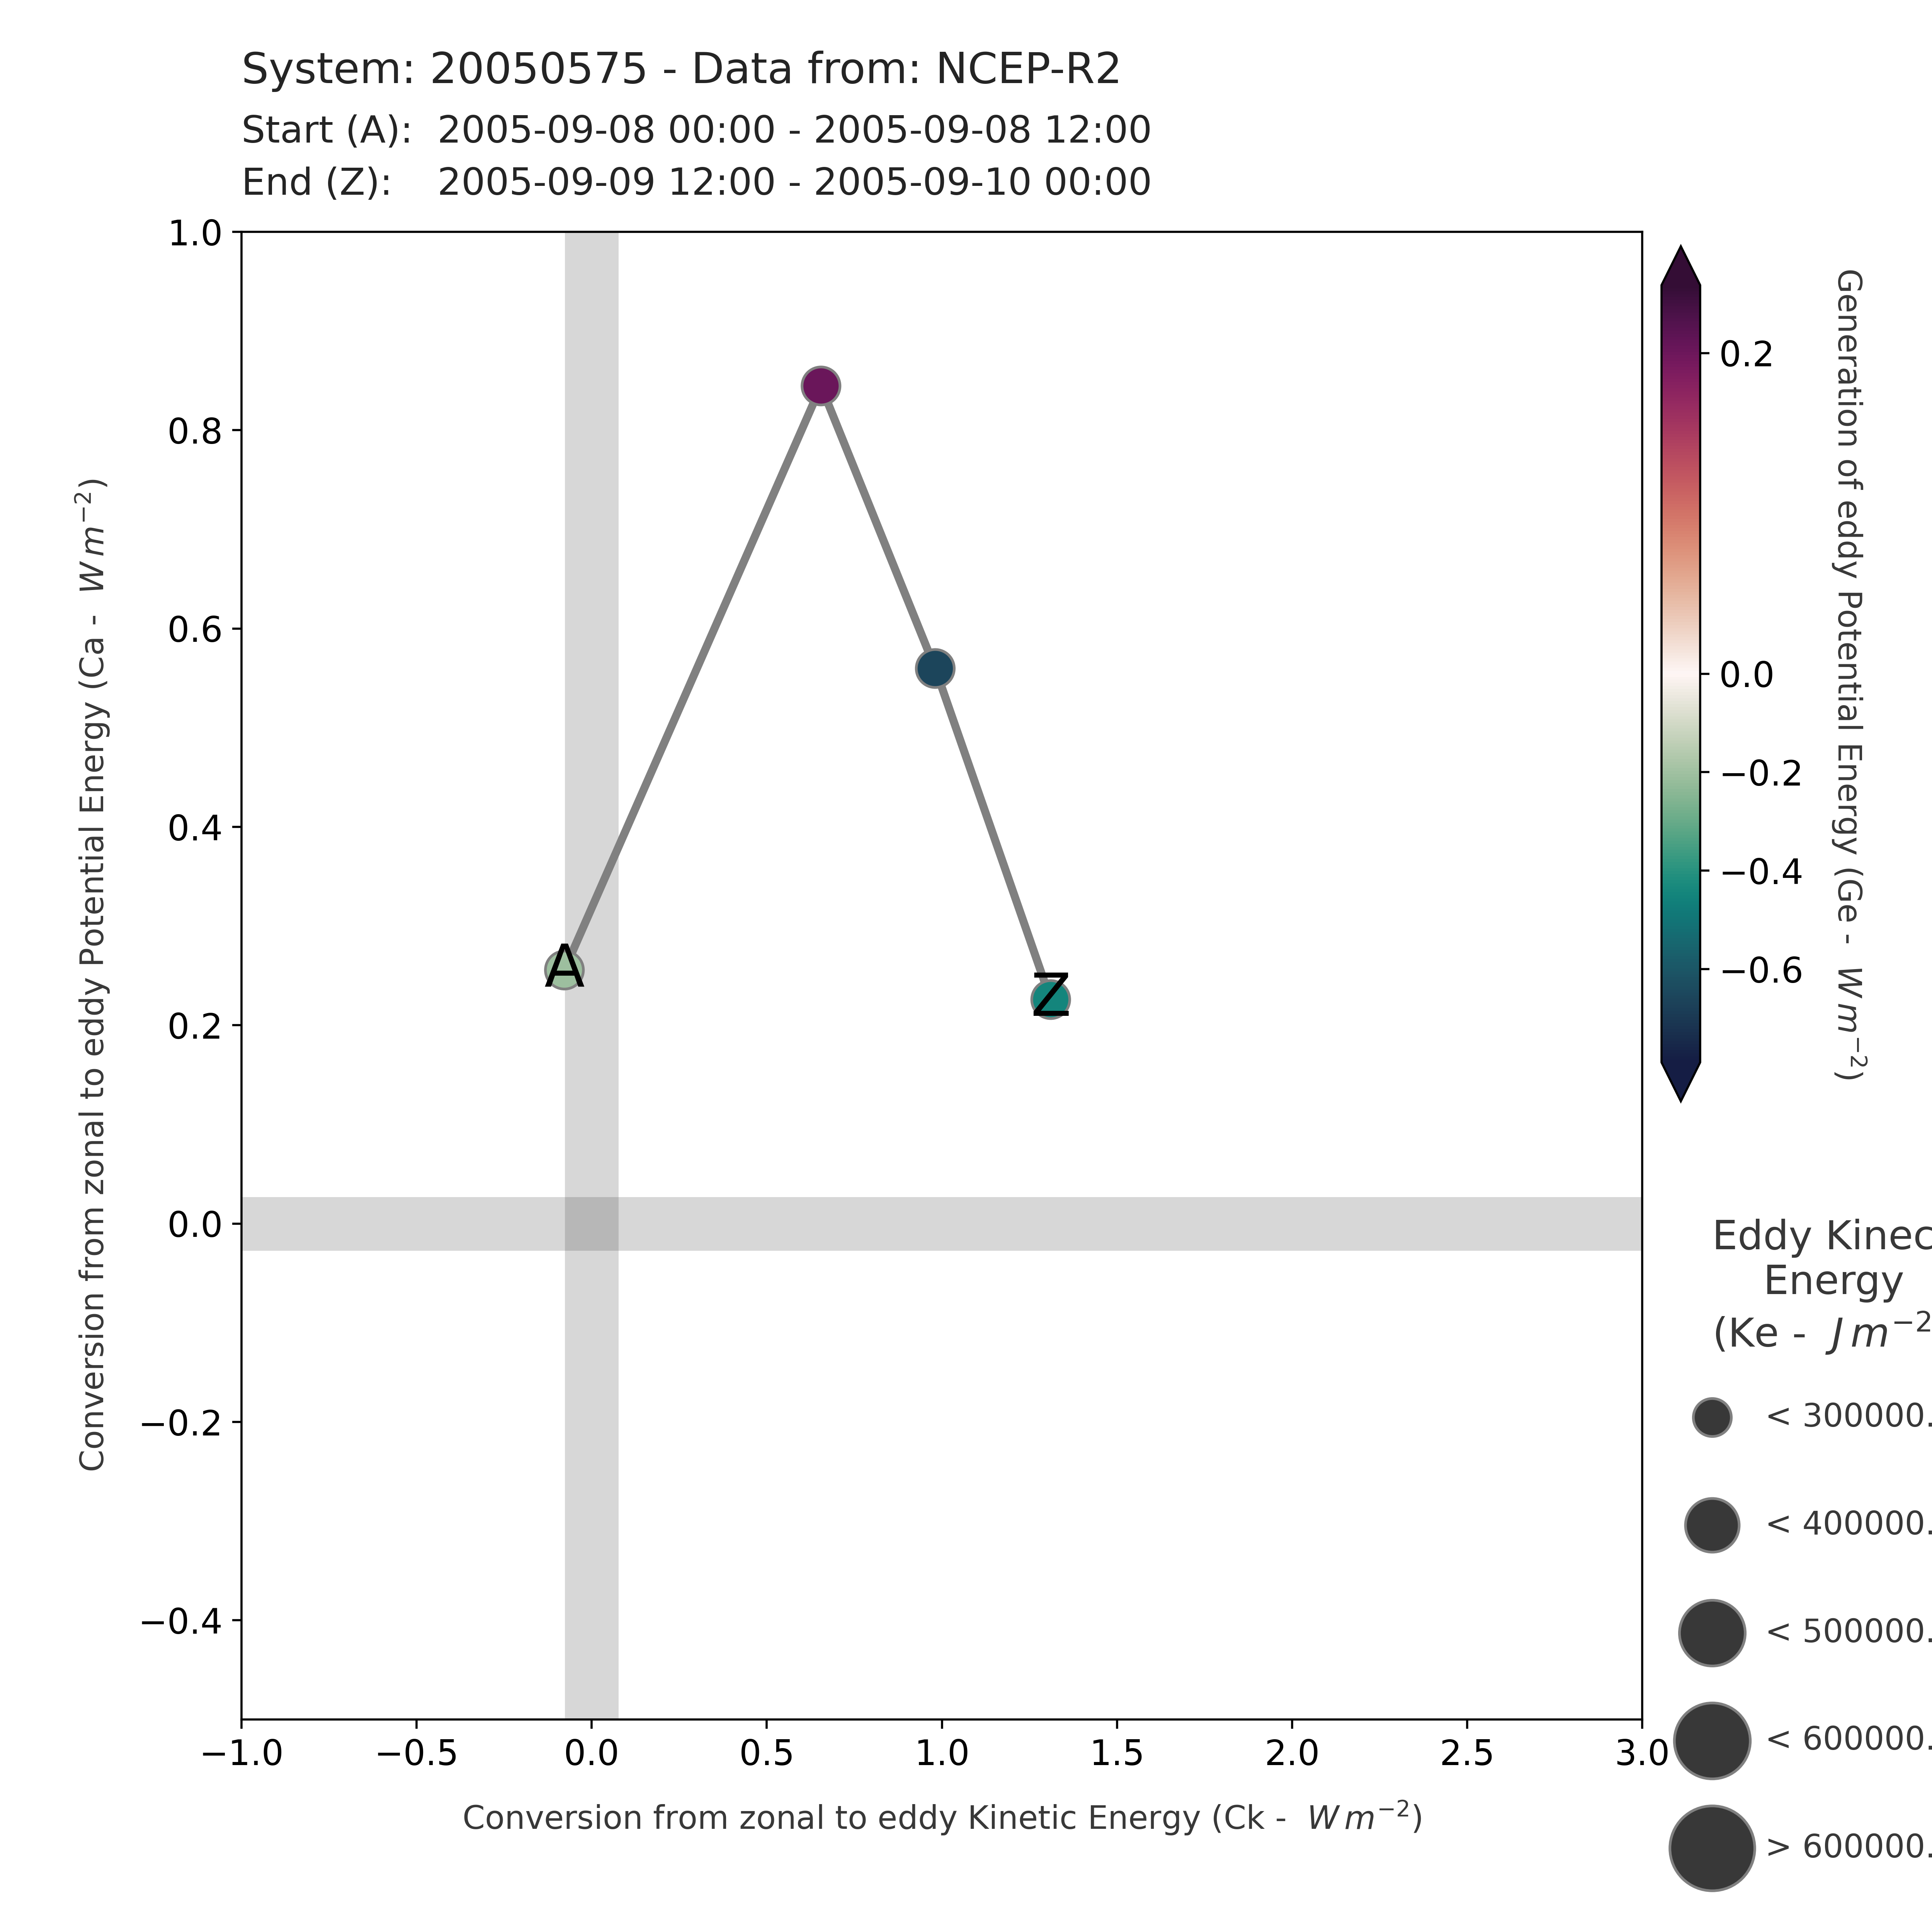 System: 20050575 - Data from: NCEP-R2
Start (A): 2005-09-08 00:00 - 2005-09-08 12:00
End (Z): 2005-09-09 12:00 - 2005-09-10 00:00
1.0
0.8
0.6
0.4
0.2
0.0
−0.2
−0.4
Conversion from zonal to eddy Potential Energy (Ca - W m⁻²)
A
Z
−1.0 −0.5 0.0 0.5 1.0 1.5 2.0 2.5 3.0
Conversion from zonal to eddy Kinetic Energy (Ck - W m⁻²)
0.2
0.0
−0.2
−0.4
−0.6
Generation of eddy Potential Energy (Ge - W m⁻²)
Eddy Kinec
Energy
(Ke - J m⁻²
< 300000.
< 400000.
< 500000.
< 600000.
> 600000.